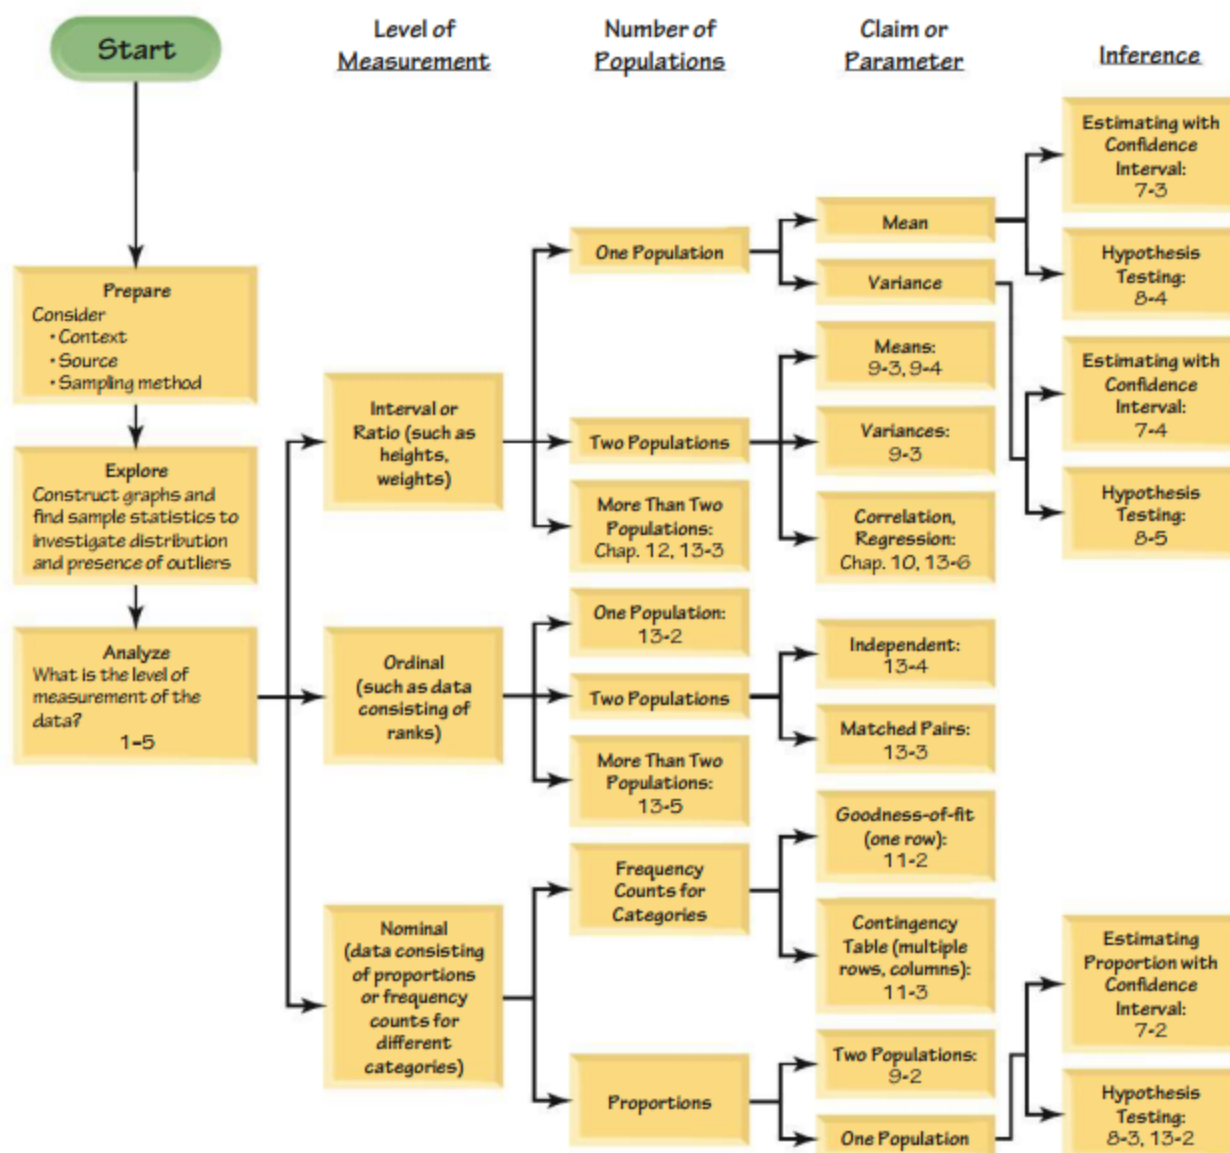 Start
Level of
Measurement
Number of
Populations
Claim or
Parameter
Inference
Prepare
Consider
• Context
• Source
• Sampling method
Explore
Construct graphs and
find sample statistics to
investigate distribution
and presence of outliers
Analyze
What is the level of
measurement of the
data?
1-5
Interval or
Ratio (such as
heights,
weights)
Ordinal
(such as data
consisting of
ranks)
Nominal
(data consisting
of proportions
or frequency
counts for
different
categories)
One Population
Two Populations
More Than Two
Populations:
Chap. 12, 13-3
One Population:
13-2
Two Populations
More Than Two
Populations:
13-5
Frequency
Counts for
Categories
Proportions
Mean
Variance
Means:
9-3, 9-4
Variances:
9-3
Correlation,
Regression:
Chap. 10, 13-6
Independent:
13-4
Matched Pairs:
13-3
Goodness-of-fit
(one row):
11-2
Contingency
Table (multiple
rows, columns):
11-3
Two Populations:
9-2
One Population
Estimating with
Confidence
Interval:
7-3
Hypothesis
Testing:
8-4
Estimating with
Confidence
Interval:
7-4
Hypothesis
Testing:
8-5
Estimating
Proportion with
Confidence
Interval:
7-2
Hypothesis
Testing:
8-3, 13-2